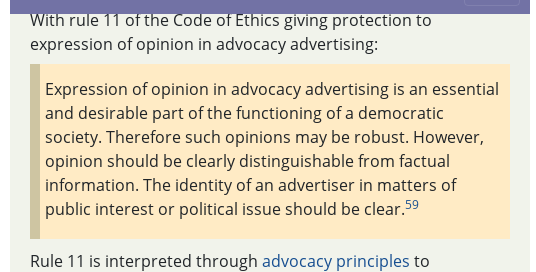 With rule 11 of the Code of Ethics giving protection to
expression of opinion in advocacy advertising:
Expression of opinion in advocacy advertising is an essential
and desirable part of the functioning of a democratic
society. Therefore such opinions may be robust. However,
opinion should be clearly distinguishable from factual
information. The identity of an advertiser in matters of
public interest or political issue should be clear.59
Rule 11 is interpreted through advocacy principles to